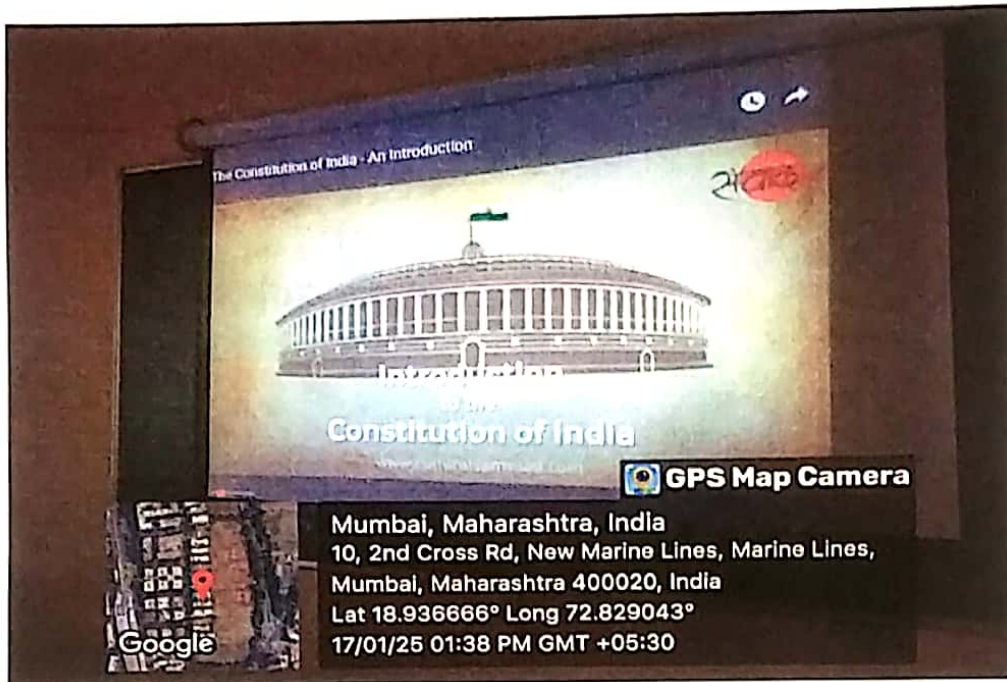 The Constitution of India - An Introduction
Introduction
to the
Constitution of India
GPS Map Camera
Mumbai, Maharashtra, India
10, 2nd Cross Rd, New Marine Lines, Marine Lines,
Mumbai, Maharashtra 400020, India
Lat 18.936666° Long 72.829043°
17/01/25 01:38 PM GMT +05:30
Google